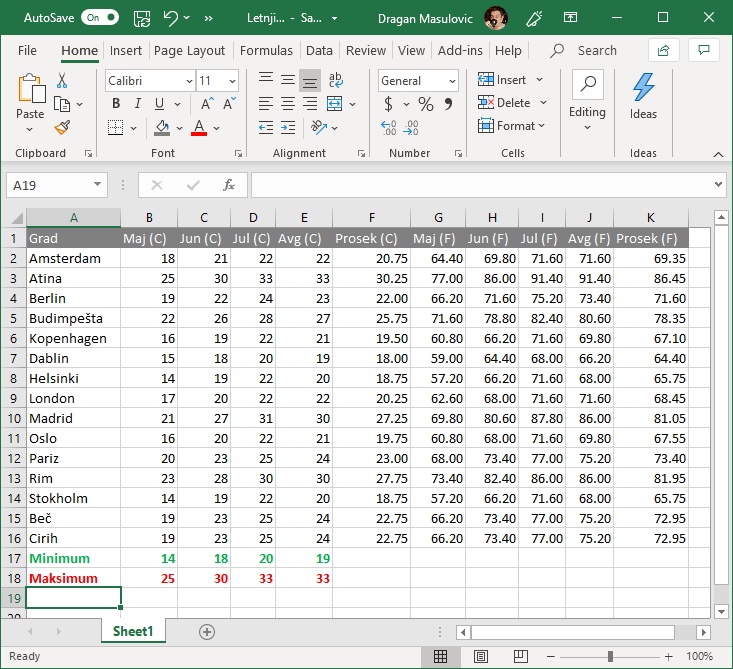 AutoSave On Letnji... - Sa... Dragan Masulovic
File Home Insert Page Layout Formulas Data Review View Add-ins Help Search
Paste Calibri 11 General Insert Delete Format Editing Ideas
B I U A A ab c A $ % 9 .00 .00
Clipboard Font Alignment Number Cells Ideas
A19 fx
A B C D E F G H I J K
1 Grad Maj (C) Jun (C) Jul (C) Avg (C) Prosek (C) Maj (F) Jun (F) Jul (F) Avg (F) Prosek (F)
2 Amsterdam 18 21 22 22 20.75 64.40 69.80 71.60 71.60 69.35
3 Atina 25 30 33 33 30.25 77.00 86.00 91.40 91.40 86.45
4 Berlin 19 22 24 23 22.00 66.20 71.60 75.20 73.40 71.60
5 Budimpešta 22 26 28 27 25.75 71.60 78.80 82.40 80.60 78.35
6 Kopenhagen 16 19 22 21 19.50 60.80 66.20 71.60 69.80 67.10
7 Dablin 15 18 20 19 18.00 59.00 64.40 68.00 66.20 64.40
8 Helsinki 14 19 22 20 18.75 57.20 66.20 71.60 68.00 65.75
9 London 17 20 22 22 20.25 62.60 68.00 71.60 71.60 68.45
10 Madrid 21 27 31 30 27.25 69.80 80.60 87.80 86.00 81.05
11 Oslo 16 20 22 21 19.75 60.80 68.00 71.60 69.80 67.55
12 Pariz 20 23 25 24 23.00 68.00 73.40 77.00 75.20 73.40
13 Rim 23 28 30 30 27.75 73.40 82.40 86.00 86.00 81.95
14 Stokholm 14 19 22 20 18.75 57.20 66.20 71.60 68.00 65.75
15 Beč 19 23 25 24 22.75 66.20 73.40 77.00 75.20 72.95
16 Cirih 19 23 25 24 22.75 66.20 73.40 77.00 75.20 72.95
17 Minimum 14 18 20 19
18 Maksimum 25 30 33 33
19
20
Sheet1
Ready 100%